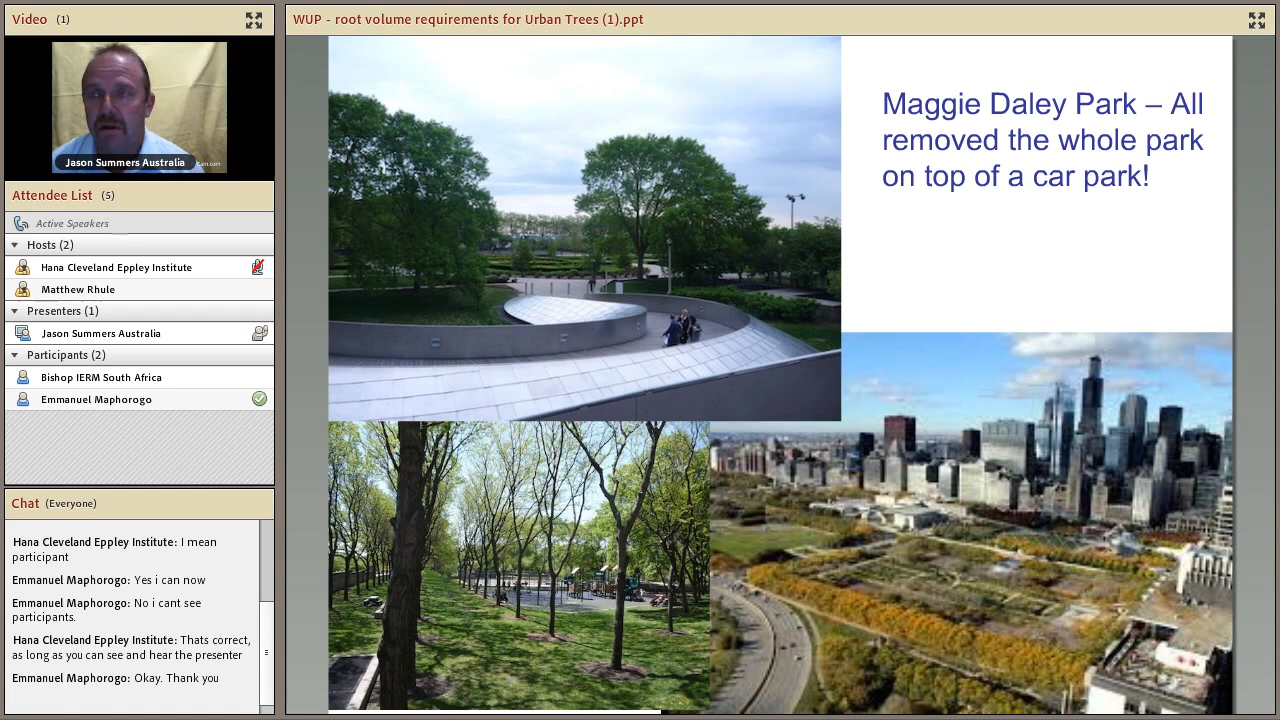 Video (1)
Jason Summers Australia
Attendee List (5)
Active Speakers
Hosts (2)
Hana Cleveland Eppley Institute
Matthew Rhule
Presenters (1)
Jason Summers Australia
Participants (2)
Bishop IERM South Africa
Emmanuel Maphorogo
Chat (Everyone)
Hana Cleveland Eppley Institute: I mean
participant
Emmanuel Maphorogo: Yes i can now
Emmanuel Maphorogo: No i cant see
participants.
Hana Cleveland Eppley Institute: Thats correct,
as long as you can see and hear the presenter
Emmanuel Maphorogo: Okay. Thank you
WUP - root volume requirements for Urban Trees (1).ppt
Maggie Daley Park – All
removed the whole park
on top of a car park!